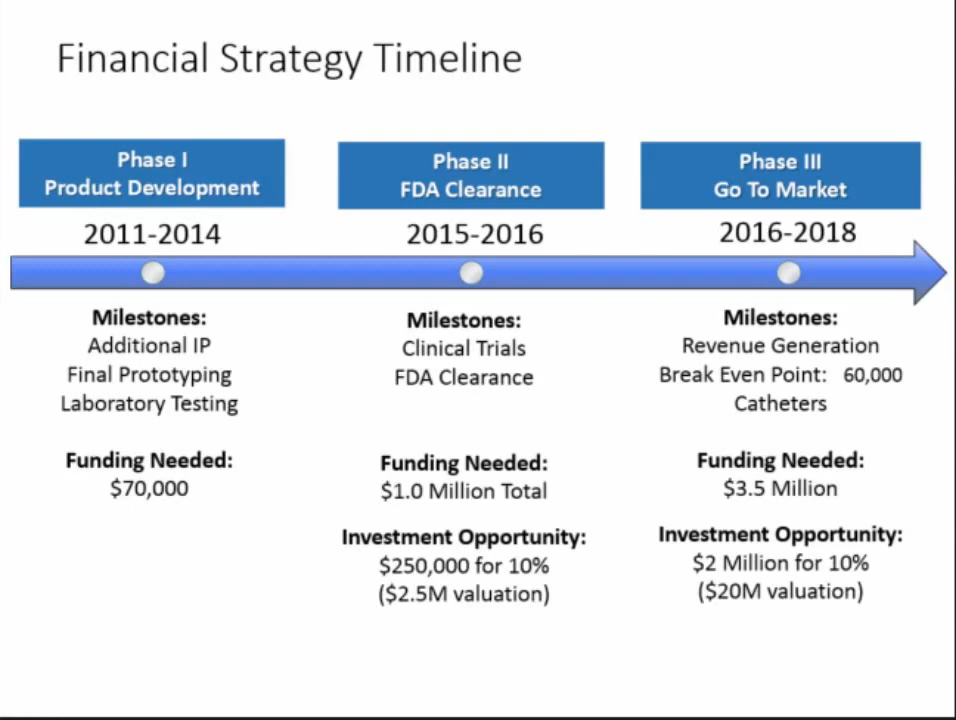 Financial Strategy Timeline
Phase I
Product Development
2011-2014
Milestones:
Additional IP
Final Prototyping
Laboratory Testing
Funding Needed:
$70,000
Phase II
FDA Clearance
2015-2016
Milestones:
Clinical Trials
FDA Clearance
Funding Needed:
$1.0 Million Total
Investment Opportunity:
$250,000 for 10%
($2.5M valuation)
Phase III
Go To Market
2016-2018
Milestones:
Revenue Generation
Break Even Point: 60,000
Catheters
Funding Needed:
$3.5 Million
Investment Opportunity:
$2 Million for 10%
($20M valuation)